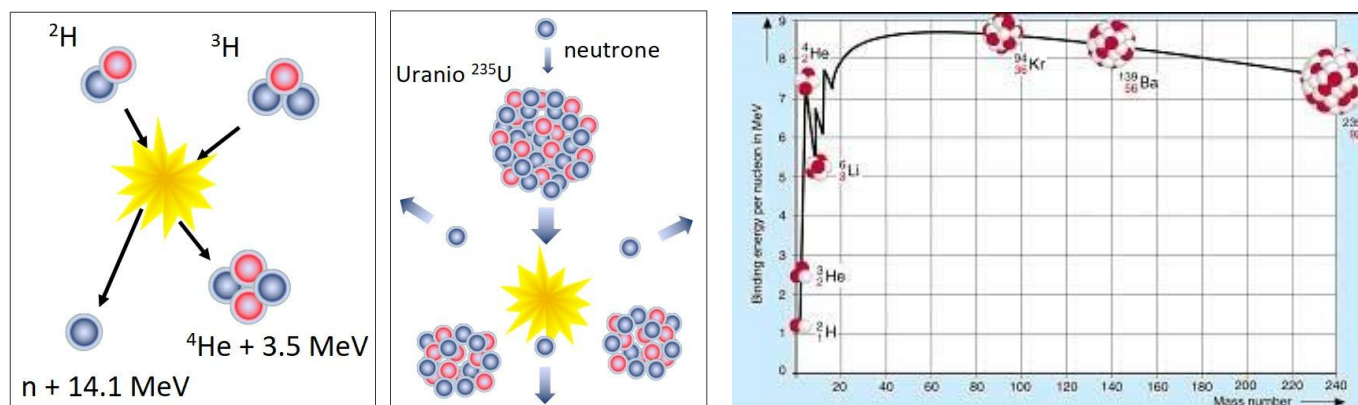 ²H
³H
⁴He + 3.5 MeV
n + 14.1 MeV
neutrone
Uranio ²³⁵U
Binding energy per nucleon in MeV
9
8
7
6
5
4
3
2
1
0
⁴₂He
⁹⁴₃₆Kr
¹³⁹₅₆Ba
235
92
⁶₃Li
³₂He
²₁H
20 40 60 80 100 120 140 160 180 200 220 240
Mass number